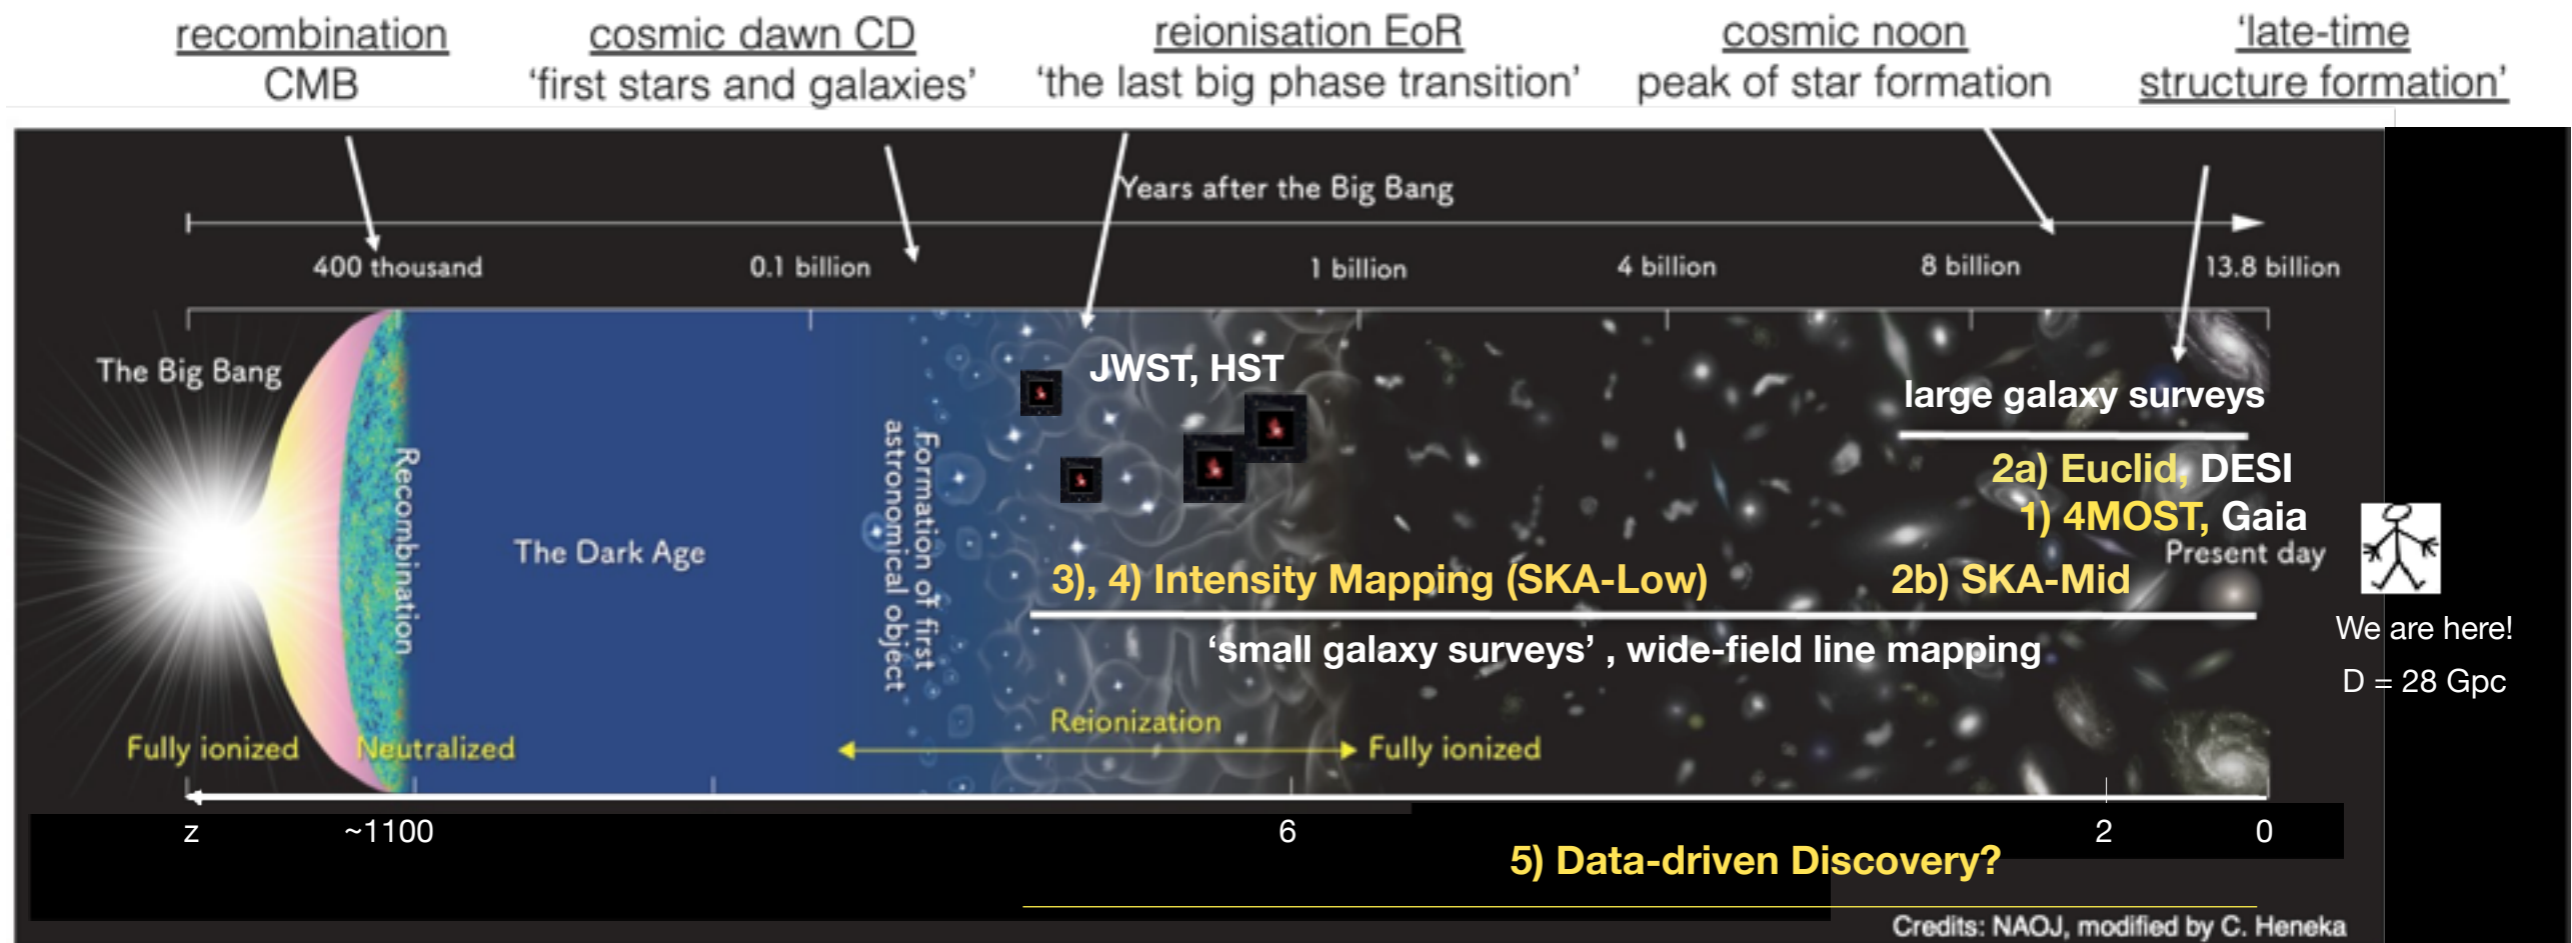 recombination
CMB
cosmic dawn CD
‘first stars and galaxies’
reionisation EoR
‘the last big phase transition’
cosmic noon
peak of star formation
‘late-time
structure formation’
Years after the Big Bang
400 thousand
0.1 billion
1 billion
4 billion
8 billion
13.8 billion
The Big Bang
Recombination
The Dark Age
Formation of first
astronomical object
JWST, HST
large galaxy surveys
2a) Euclid, DESI
1) 4MOST, Gaia
Present day
3), 4) Intensity Mapping (SKA-Low)
2b) SKA-Mid
‘small galaxy surveys’ , wide-field line mapping
We are here!
D = 28 Gpc
Fully ionized
Neutralized
Reionization
Fully ionized
z
~1100
6
2
0
5) Data-driven Discovery?
Credits: NAOJ, modified by C. Heneka